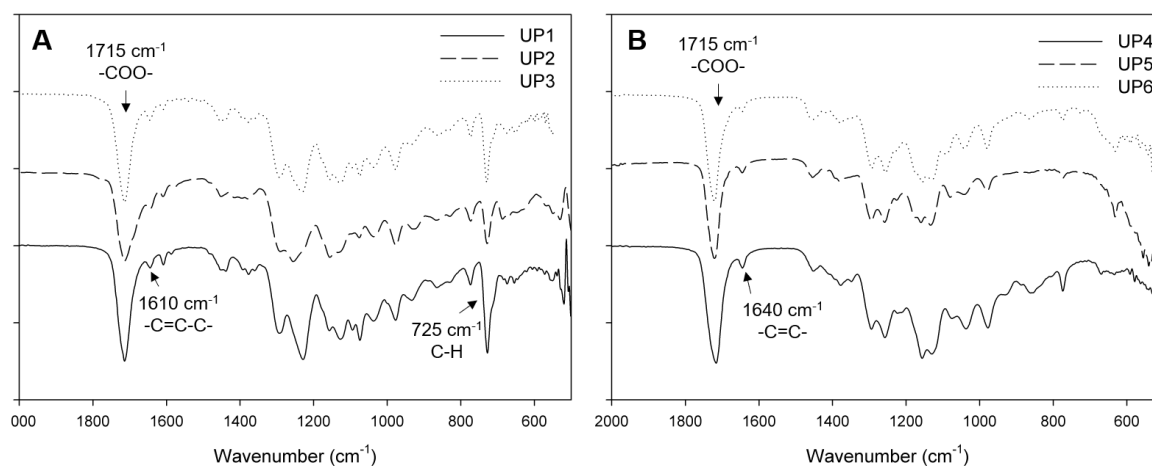 A
1715 cm-1
-COO-
UP1
UP2
UP3
1610 cm-1
-C=C-C-
725 cm-1
C-H
000 1800 1600 1400 1200 1000 800 600
Wavenumber (cm-1)
B
1715 cm-1
-COO-
UP4
UP5
UP6
1640 cm-1
-C=C-
2000 1800 1600 1400 1200 1000 800 600
Wavenumber (cm-1)